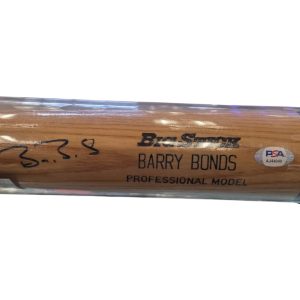 Big Stick
BARRY BONDS
PROFESSIONAL MODEL
PSA